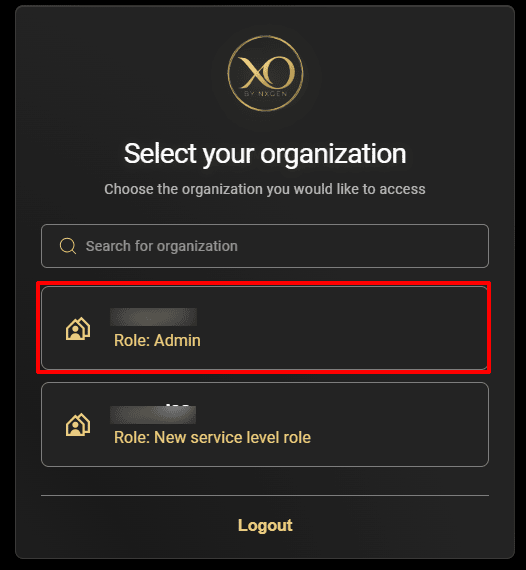 XO
BY NXGEN
Select your organization
Choose the organization you would like to access
Search for organization
Role: Admin
Role: New service level role
Logout